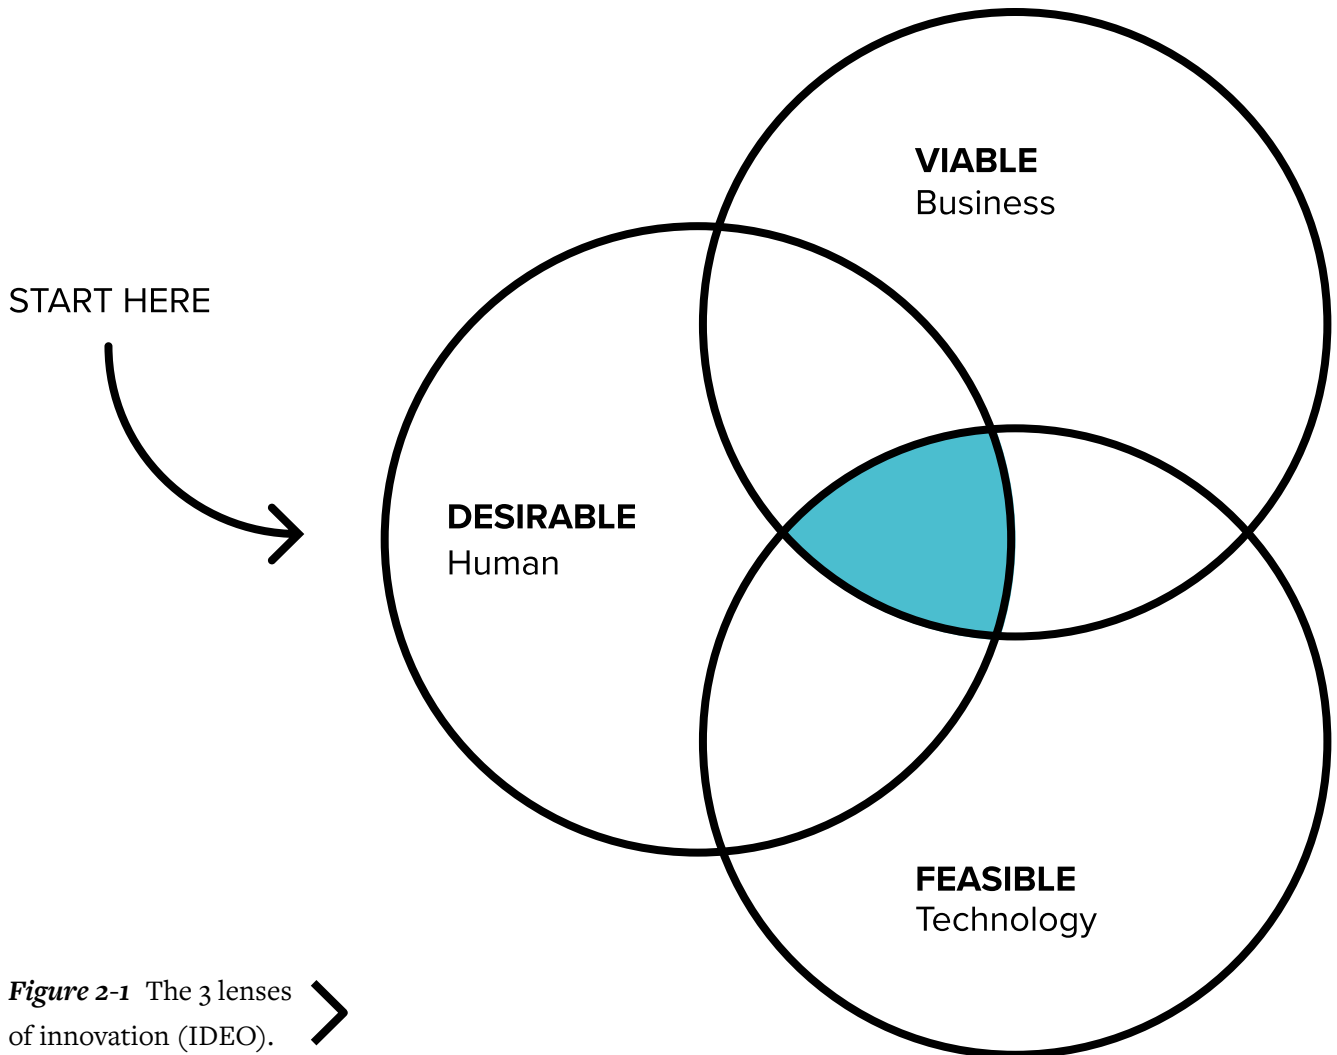 VIABLE
Business
START HERE
DESIRABLE
Human
FEASIBLE
Technology
Figure 2-1 The 3 lenses
of innovation (IDEO).